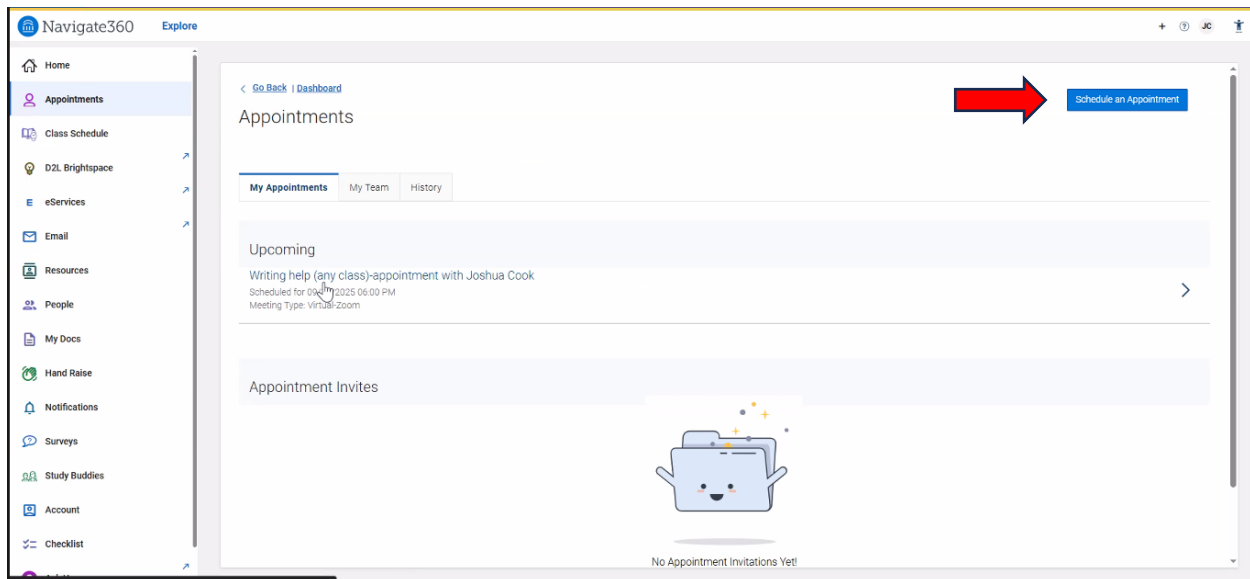 Navigate360 Explore + ? JC
Home
Appointments
Class Schedule
D2L Brightspace
E eServices
Email
Resources
People
My Docs
Hand Raise
Notifications
Surveys
Study Buddies
Account
Checklist
Go Back | Dashboard
Schedule an Appointment
Appointments
My Appointments My Team History
Upcoming
Writing help (any class)-appointment with Joshua Cook
Scheduled for 2025 06:00 PM
Meeting Type: Virtual-Zoom
Appointment Invites
No Appointment Invitations Yet!